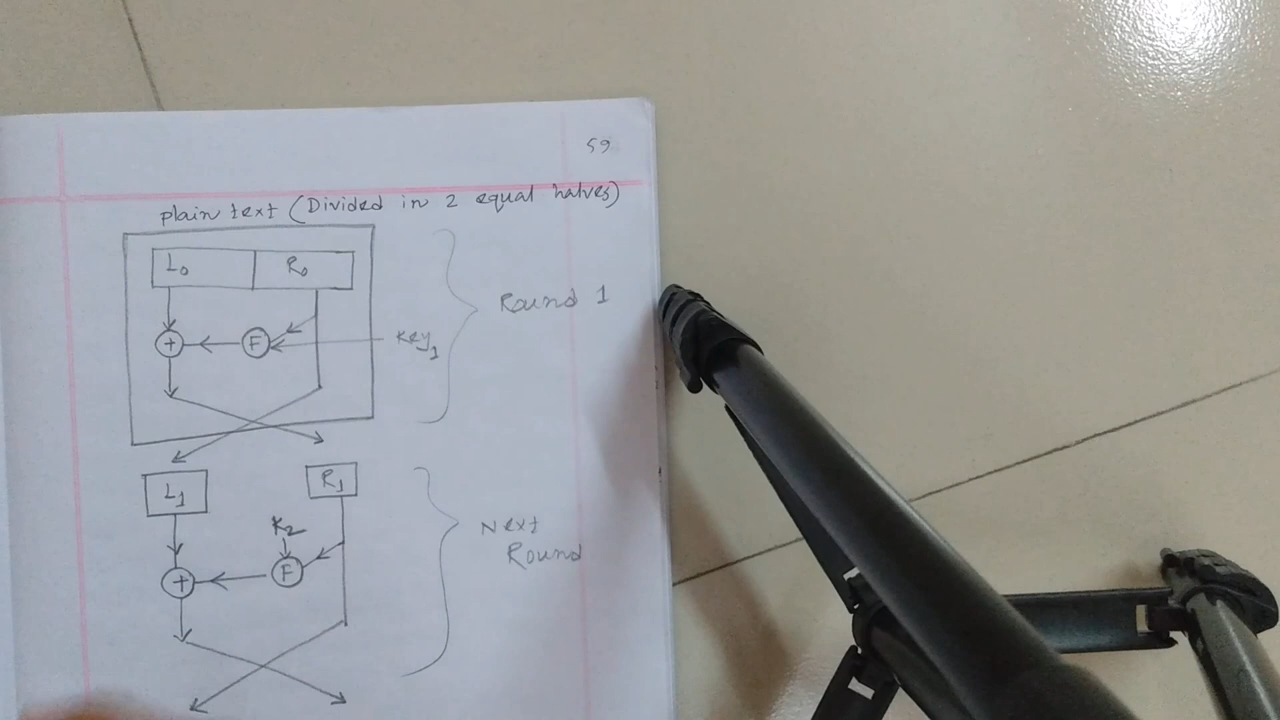 59
plain text (Divided in 2 equal halves)
L0 R0
Round 1
+ F Key1
L1 R1
K2
Next
Round
+ F